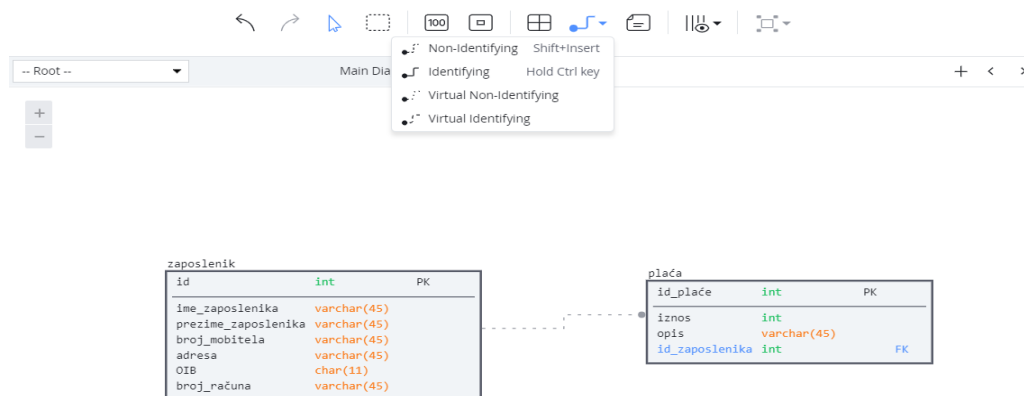 100
Non-Identifying Shift+Insert
Identifying Hold Ctrl key
Virtual Non-Identifying
Virtual Identifying
-- Root --
Main Dia
zaposlenik
id int PK
ime_zaposlenika varchar(45)
prezime_zaposlenika varchar(45)
broj_mobitela varchar(45)
adresa varchar(45)
OIB char(11)
broj_računa varchar(45)
plaća
id_plaće int PK
iznos int
opis varchar(45)
id_zaposlenika int FK